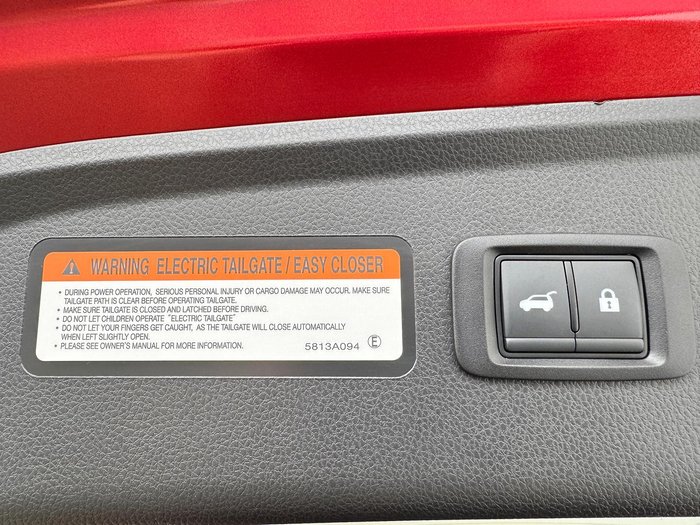 WARNING ELECTRIC TAILGATE / EASY CLOSER
• DURING POWER OPERATION, SERIOUS PERSONAL INJURY OR CARGO DAMAGE MAY OCCUR. MAKE SURE
TAILGATE PATH IS CLEAR BEFORE OPERATING TAILGATE.
• MAKE SURE TAILGATE IS CLOSED AND LATCHED BEFORE DRIVING.
• DO NOT LET CHILDREN OPERATE "ELECTRIC TAILGATE"
• DO NOT LET YOUR FINGERS GET CAUGHT, AS THE TAILGATE WILL CLOSE AUTOMATICALLY
WHEN LEFT SLIGHTLY OPEN.
• PLEASE SEE OWNER'S MANUAL FOR MORE INFORMATION. 5813A094 Ⓔ